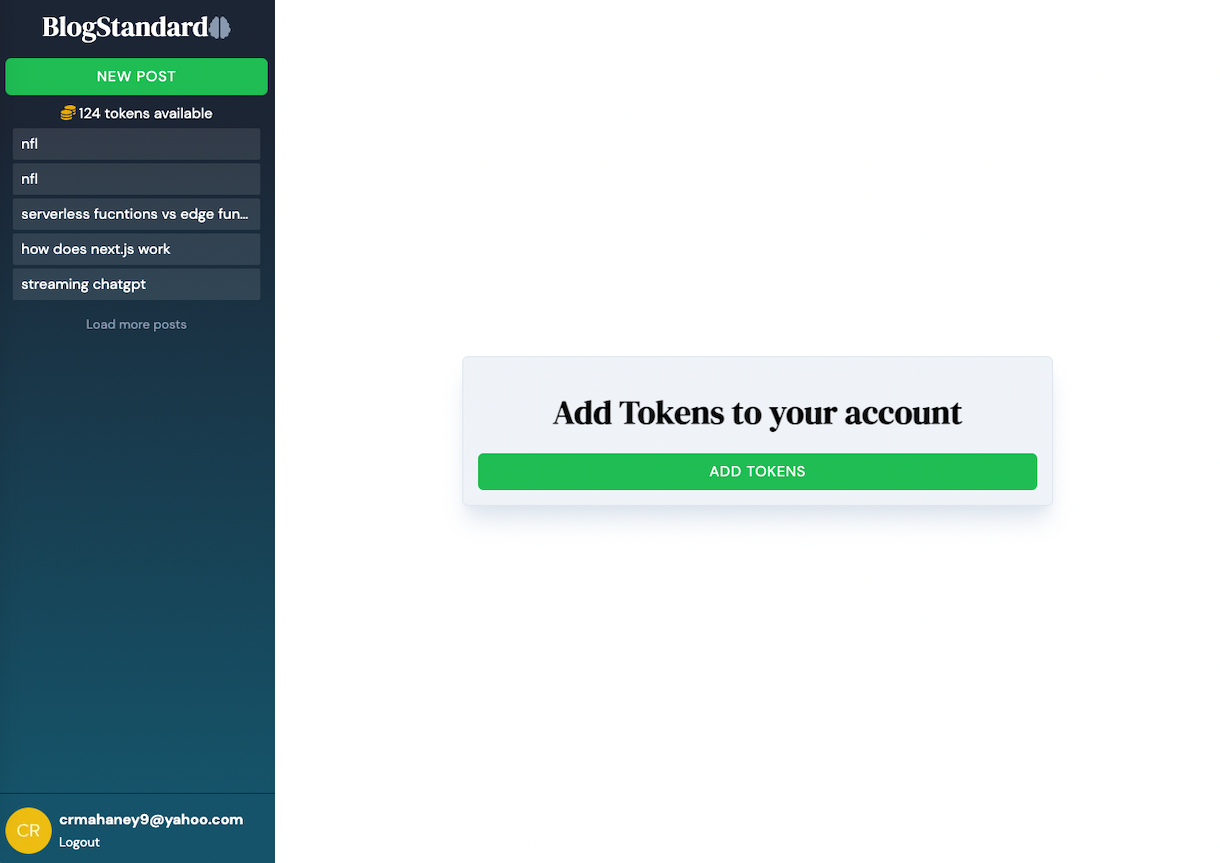 BlogStandard
NEW POST
124 tokens available
nfl
nfl
serverless fucntions vs edge fun...
how does next.js work
streaming chatgpt
Load more posts
Add Tokens to your account
ADD TOKENS
CR
crmahaney9@yahoo.com
Logout